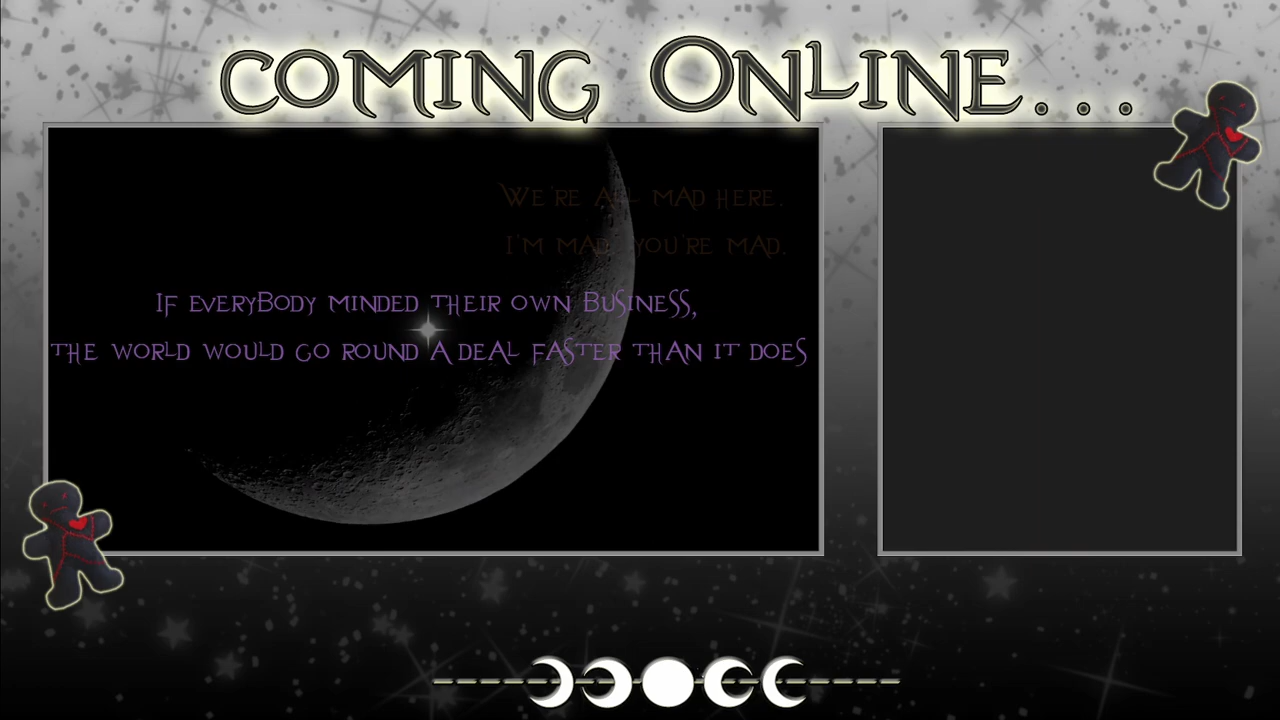 COMING ONLINE...
WE'RE ALL MAD HERE.
I'M MAD. YOU'RE MAD.
IF EVERYBODY MINDED THEIR OWN BUSINESS,
THE WORLD WOULD GO ROUND A DEAL FASTER THAN IT DOES